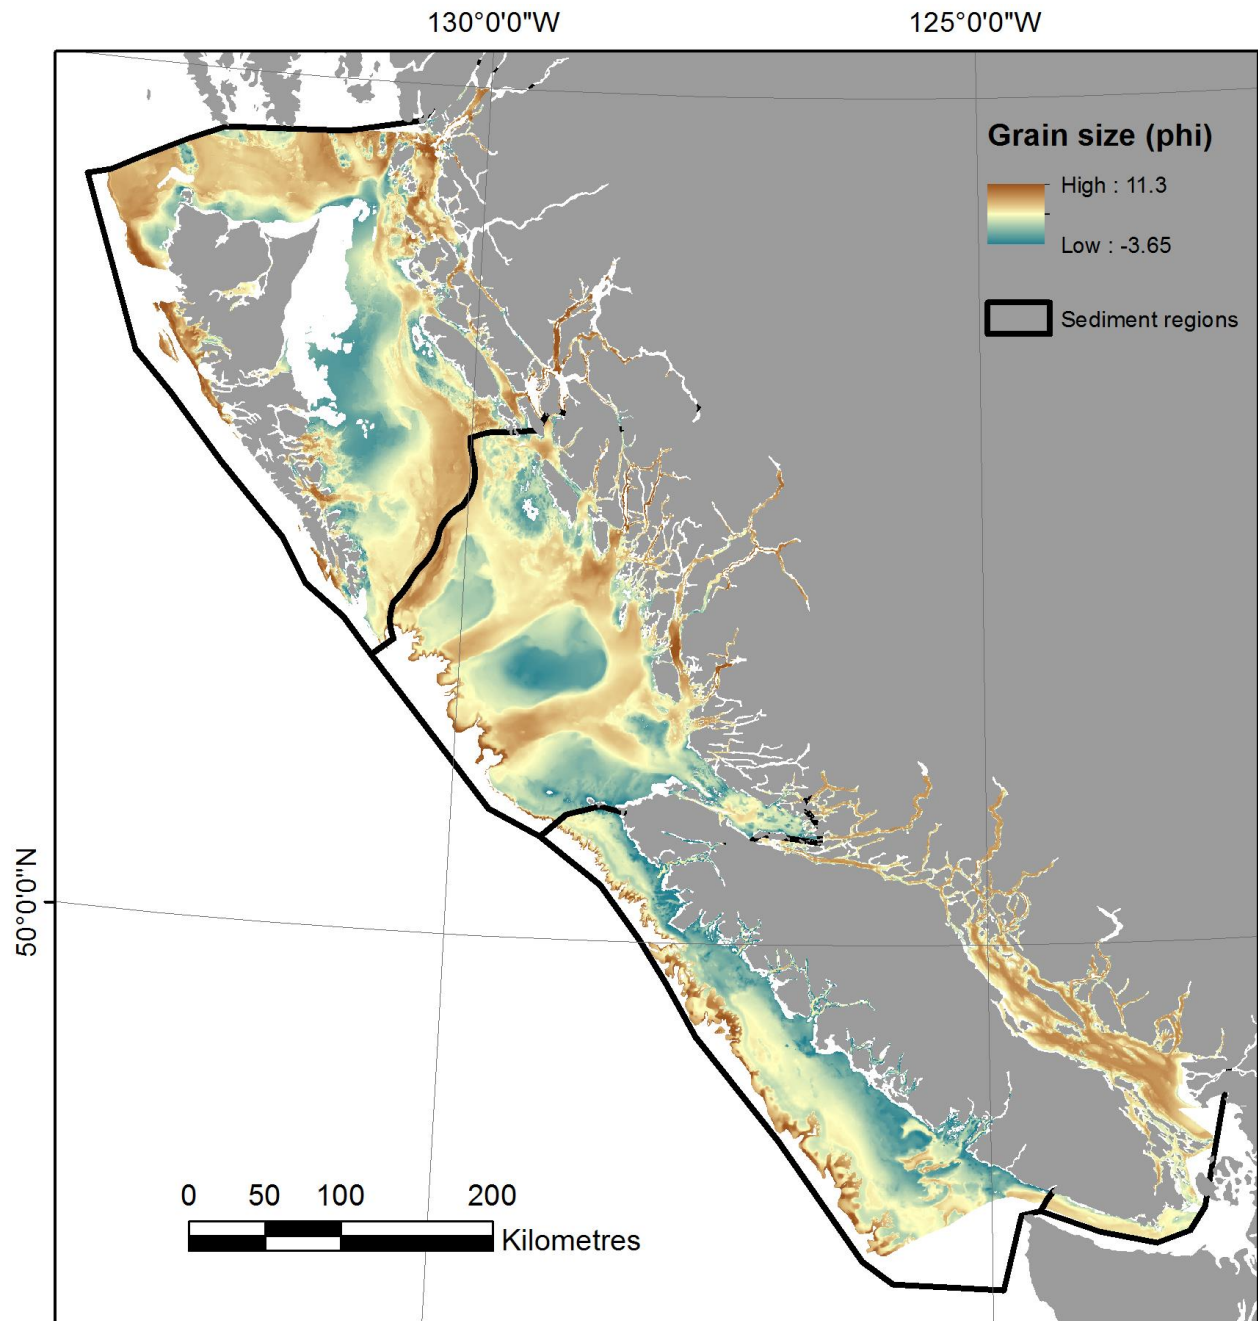 130°0'0"W 125°0'0"W
Grain size (phi)
High : 11.3
Low : -3.65
Sediment regions
50°0'0"N
0 50 100 200
Kilometres